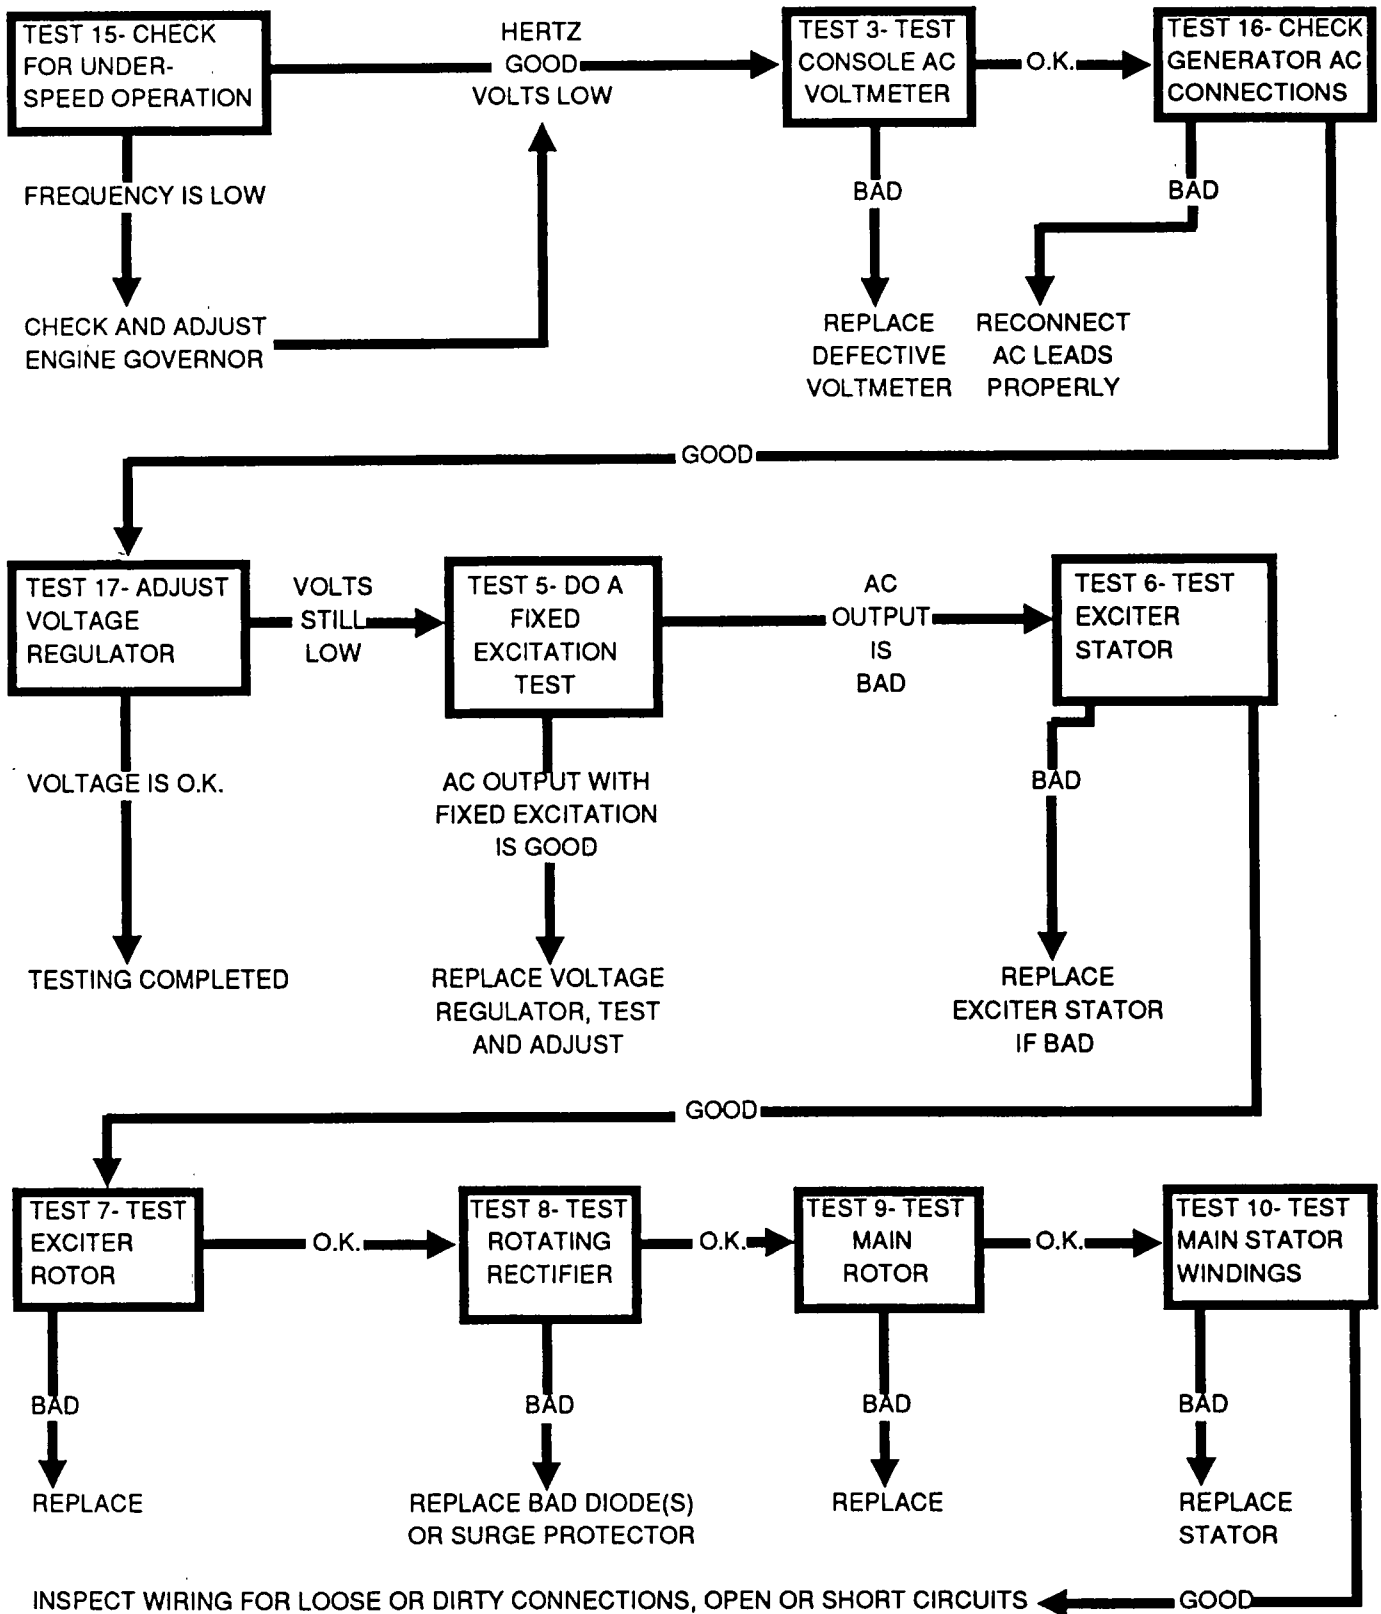 TEST 15- CHECK
FOR UNDER-
SPEED OPERATION
HERTZ
GOOD
VOLTS LOW
TEST 3- TEST
CONSOLE AC
VOLTMETER
O.K.
TEST 16- CHECK
GENERATOR AC
CONNECTIONS
FREQUENCY IS LOW
BAD
BAD
CHECK AND ADJUST
ENGINE GOVERNOR
REPLACE
DEFECTIVE
VOLTMETER
RECONNECT
AC LEADS
PROPERLY
GOOD
TEST 17- ADJUST
VOLTAGE
REGULATOR
VOLTS
STILL
LOW
TEST 5- DO A
FIXED
EXCITATION
TEST
AC
OUTPUT
IS
BAD
TEST 6- TEST
EXCITER
STATOR
VOLTAGE IS O.K.
AC OUTPUT WITH
FIXED EXCITATION
IS GOOD
BAD
TESTING COMPLETED
REPLACE VOLTAGE
REGULATOR, TEST
AND ADJUST
REPLACE
EXCITER STATOR
IF BAD
GOOD
TEST 7- TEST
EXCITER
ROTOR
O.K.
TEST 8- TEST
ROTATING
RECTIFIER
O.K.
TEST 9- TEST
MAIN
ROTOR
O.K.
TEST 10- TEST
MAIN STATOR
WINDINGS
BAD
BAD
BAD
BAD
REPLACE
REPLACE BAD DIODE(S)
OR SURGE PROTECTOR
REPLACE
REPLACE
STATOR
INSPECT WIRING FOR LOOSE OR DIRTY CONNECTIONS, OPEN OR SHORT CIRCUITS
GOOD